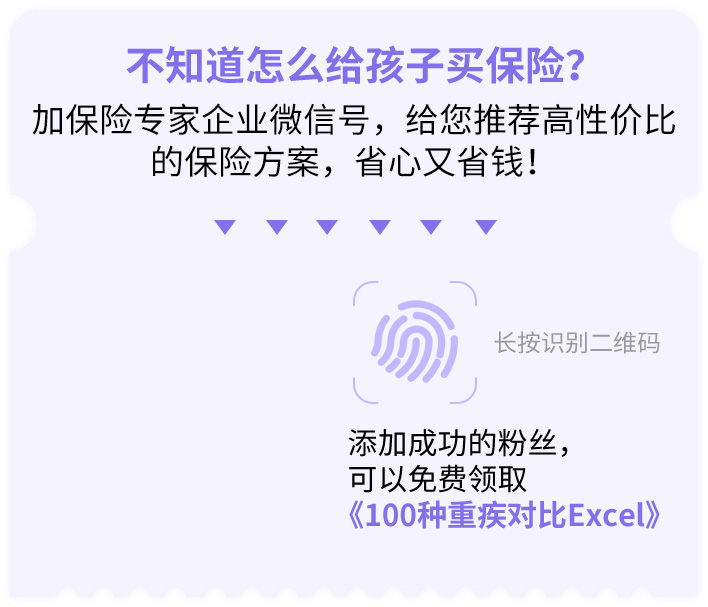 不知道怎么给孩子买保险？
加保险专家企业微信号，给您推荐高性价比
的保险方案，省心又省钱！
长按识别二维码
添加成功的粉丝，
可以免费领取
《100种重疾对比Excel》